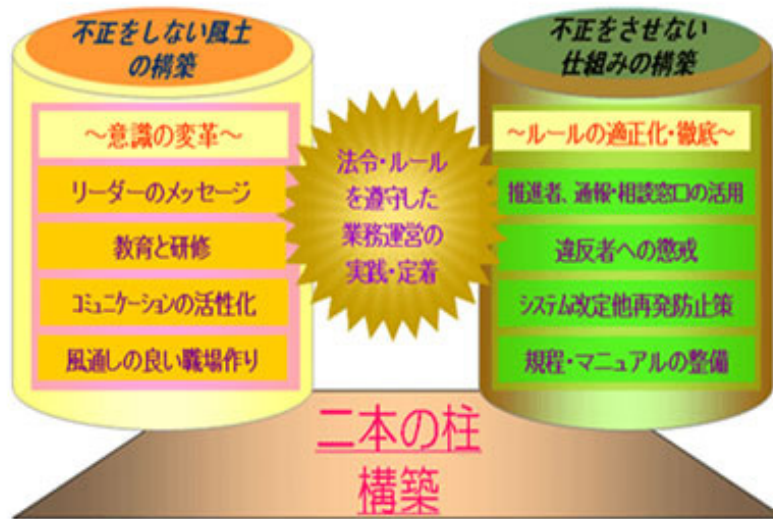 不正をしない風土
の構築
～意識の変革～
リーダーのメッセージ
教育と研修
コミュニケーションの活性化
風通しの良い職場作り
法令・ルール
を遵守した
業務運営の
実践・定着
不正をさせない
仕組みの構築
～ルールの適正化・徹底～
推進者、通報・相談窓口の活用
違反者への懲戒
システム改定他再発防止策
規程・マニュアルの整備
二本の柱
構築